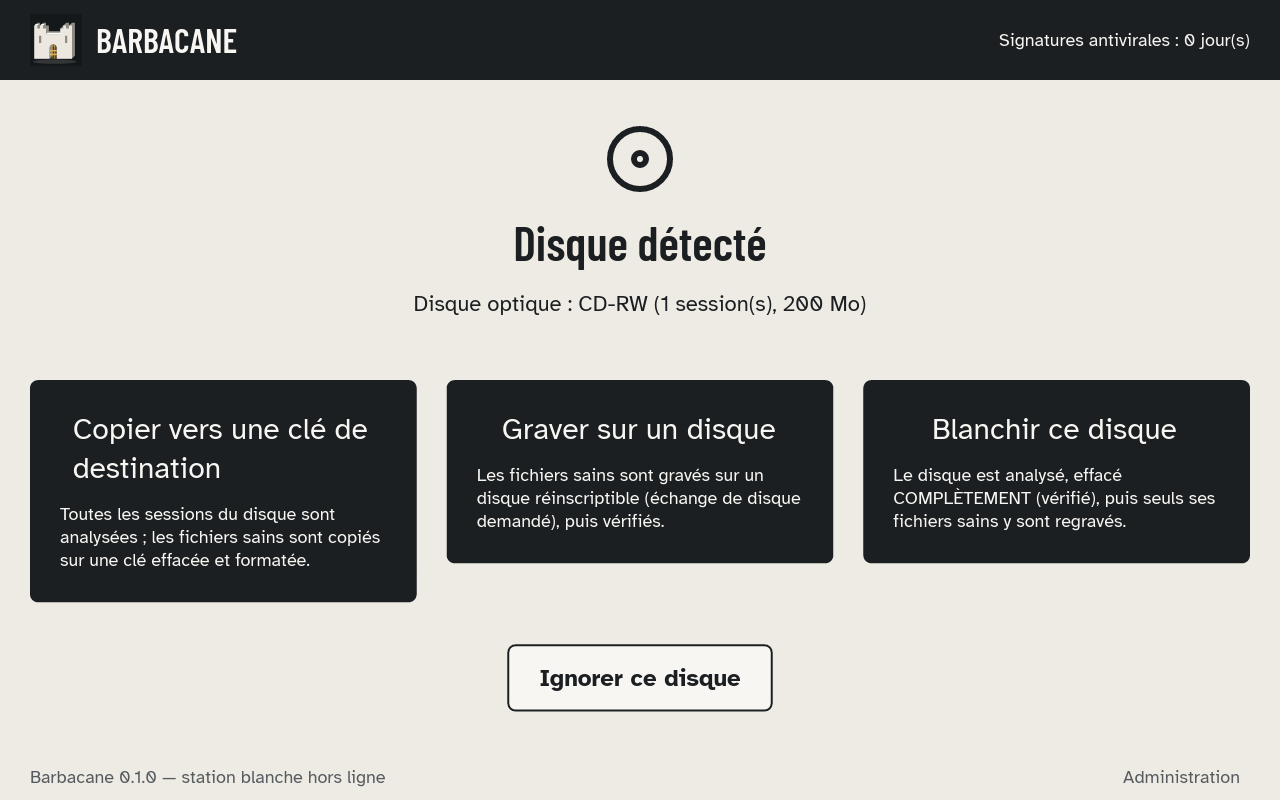 BARBACANE
Signatures antivirales : 0 jour(s)
Disque détecté
Disque optique : CD-RW (1 session(s), 200 Mo)
Copier vers une clé de
destination
Toutes les sessions du disque sont
analysées ; les fichiers sains sont copiés
sur une clé effacée et formatée.
Graver sur un disque
Les fichiers sains sont gravés sur un
disque réinscriptible (échange de disque
demandé), puis vérifiés.
Blanchir ce disque
Le disque est analysé, effacé
COMPLÈTEMENT (vérifié), puis seuls ses
fichiers sains y sont regravés.
Ignorer ce disque
Barbacane 0.1.0 — station blanche hors ligne
Administration